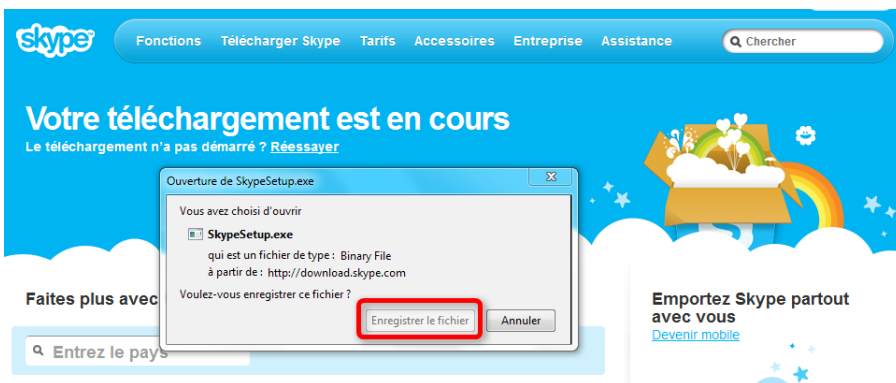 skype
Fonctions Télécharger Skype Tarifs Accessoires Entreprise Assistance Chercher
Votre téléchargement est en cours
Le téléchargement n'a pas démarré ? Réessayer
Ouverture de SkypeSetup.exe
Vous avez choisi d'ouvrir
SkypeSetup.exe
qui est un fichier de type : Binary File
à partir de : http://download.skype.com
Voulez-vous enregistrer ce fichier ?
Enregistrer le fichier Annuler
Faites plus avec
Entrez le pays
Emportez Skype partout
avec vous
Devenir mobile